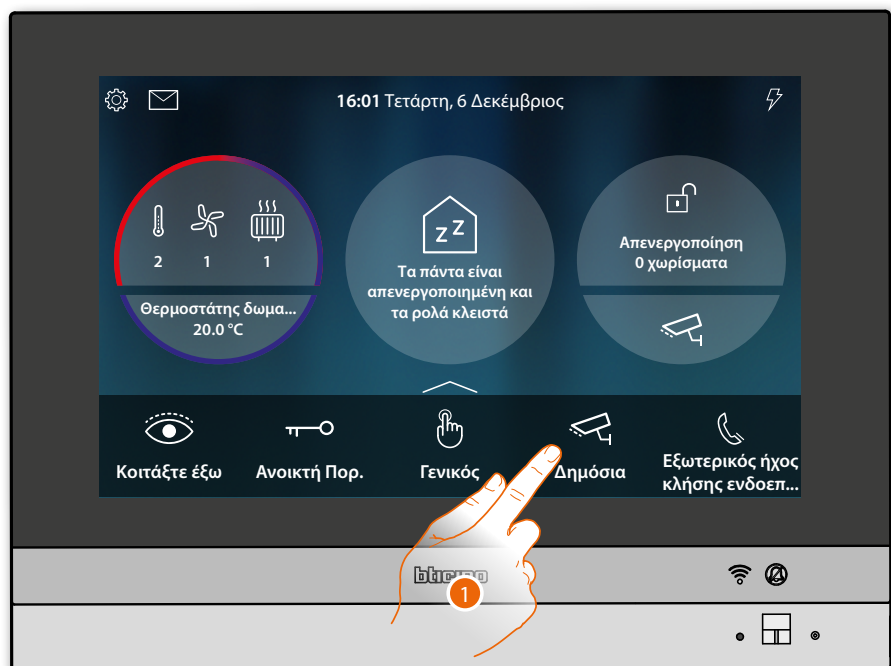 16:01 Τετάρτη, 6 Δεκέμβριος
2 1 1
Θερμοστάτης δωμα...
20.0 °C
z Z
Τα πάντα είναι
απενεργοποιημένη και
τα ρολά κλειστά
Απενεργοποίηση
0 χωρίσματα
Κοιτάξτε έξω
Ανοικτή Πορ.
Γενικός
Δημόσια
Εξωτερικός ήχος
κλήσης ενδοεπ...
bticino
1